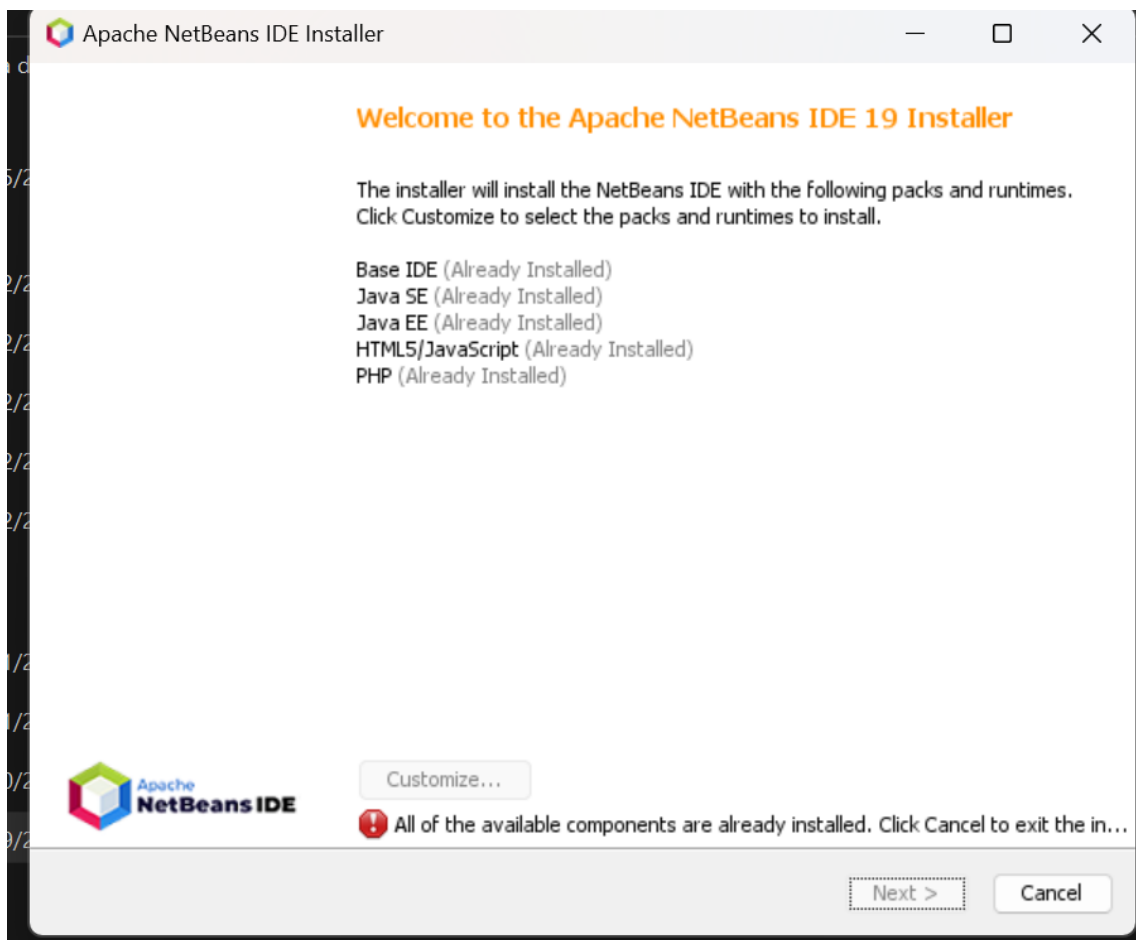 Apache NetBeans IDE Installer
Welcome to the Apache NetBeans IDE 19 Installer
The installer will install the NetBeans IDE with the following packs and runtimes.
Click Customize to select the packs and runtimes to install.
Base IDE (Already Installed)
Java SE (Already Installed)
Java EE (Already Installed)
HTML5/JavaScript (Already Installed)
PHP (Already Installed)
Customize...
Apache
NetBeans IDE
All of the available components are already installed. Click Cancel to exit the in...
Next >
Cancel